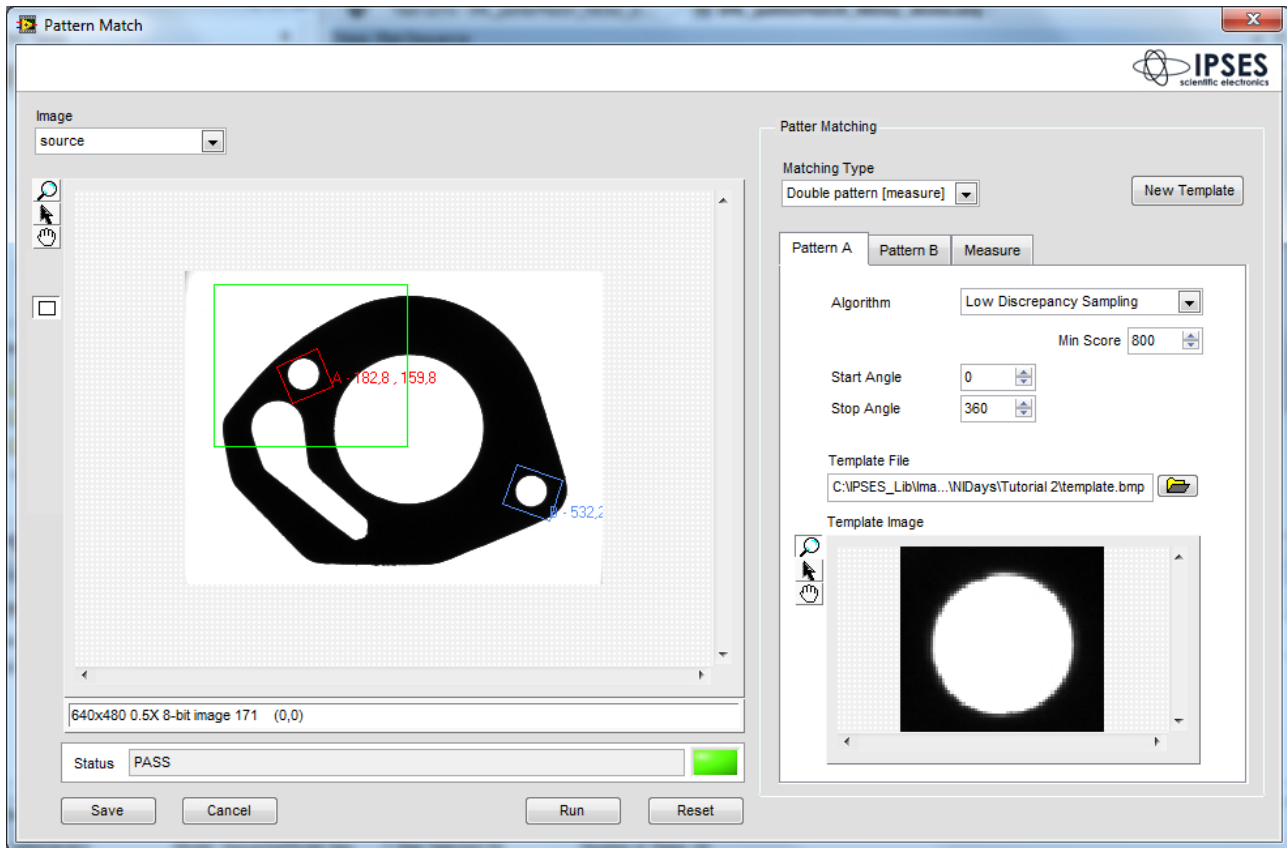 Pattern Match
IPSES
scientific electronics
Image
source
Patter Matching
Matching Type
Double pattern [measure]
New Template
Pattern A
Pattern B
Measure
Algorithm
Low Discrepancy Sampling
Min Score 800
Start Angle 0
Stop Angle 360
Template File
C:\IPSES_Lib\Ima...\NIDays\Tutorial 2\template.bmp
Template Image
A - 182,8 , 159,8
B - 532,2
640x480 0.5X 8-bit image 171 (0,0)
Status PASS
Save
Cancel
Run
Reset